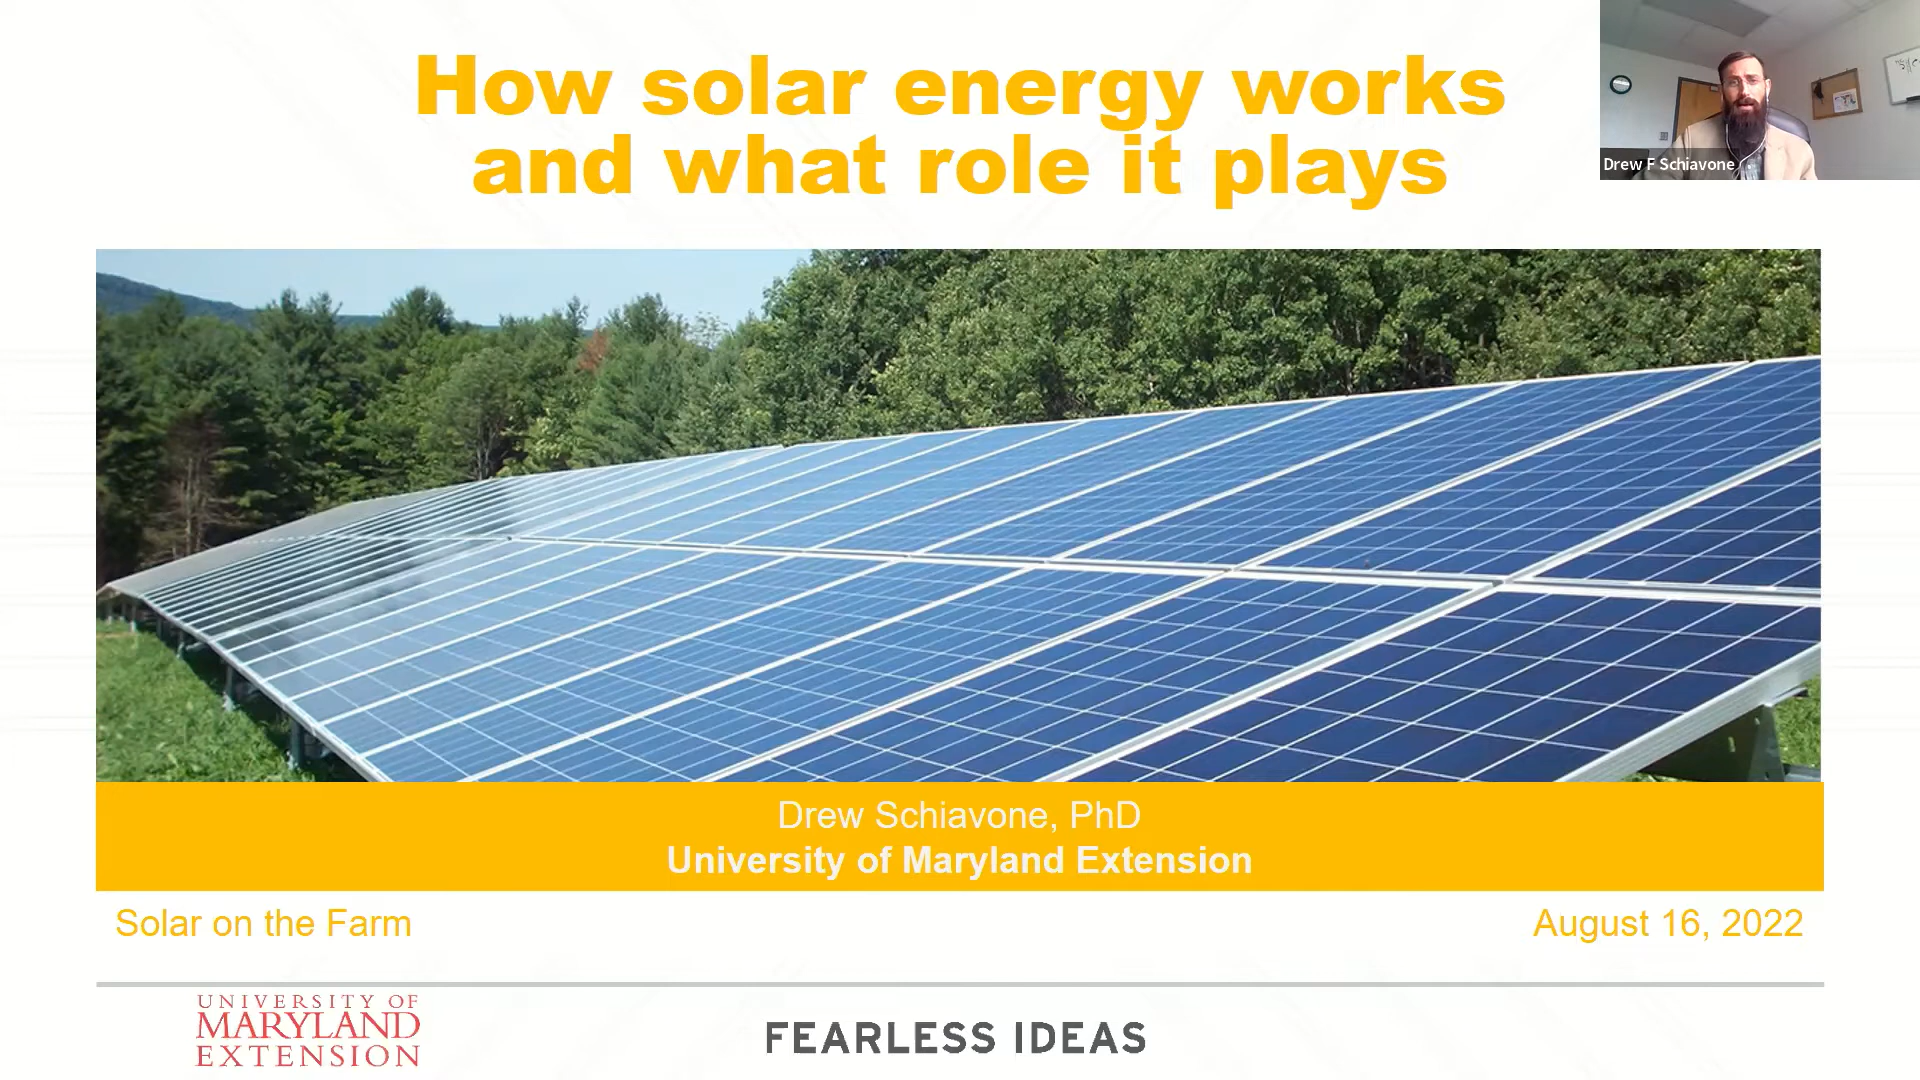 How solar energy works
and what role it plays
Drew F Schiavone
Drew Schiavone, PhD
University of Maryland Extension
Solar on the Farm
August 16, 2022
UNIVERSITY OF
MARYLAND
EXTENSION
FEARLESS IDEAS